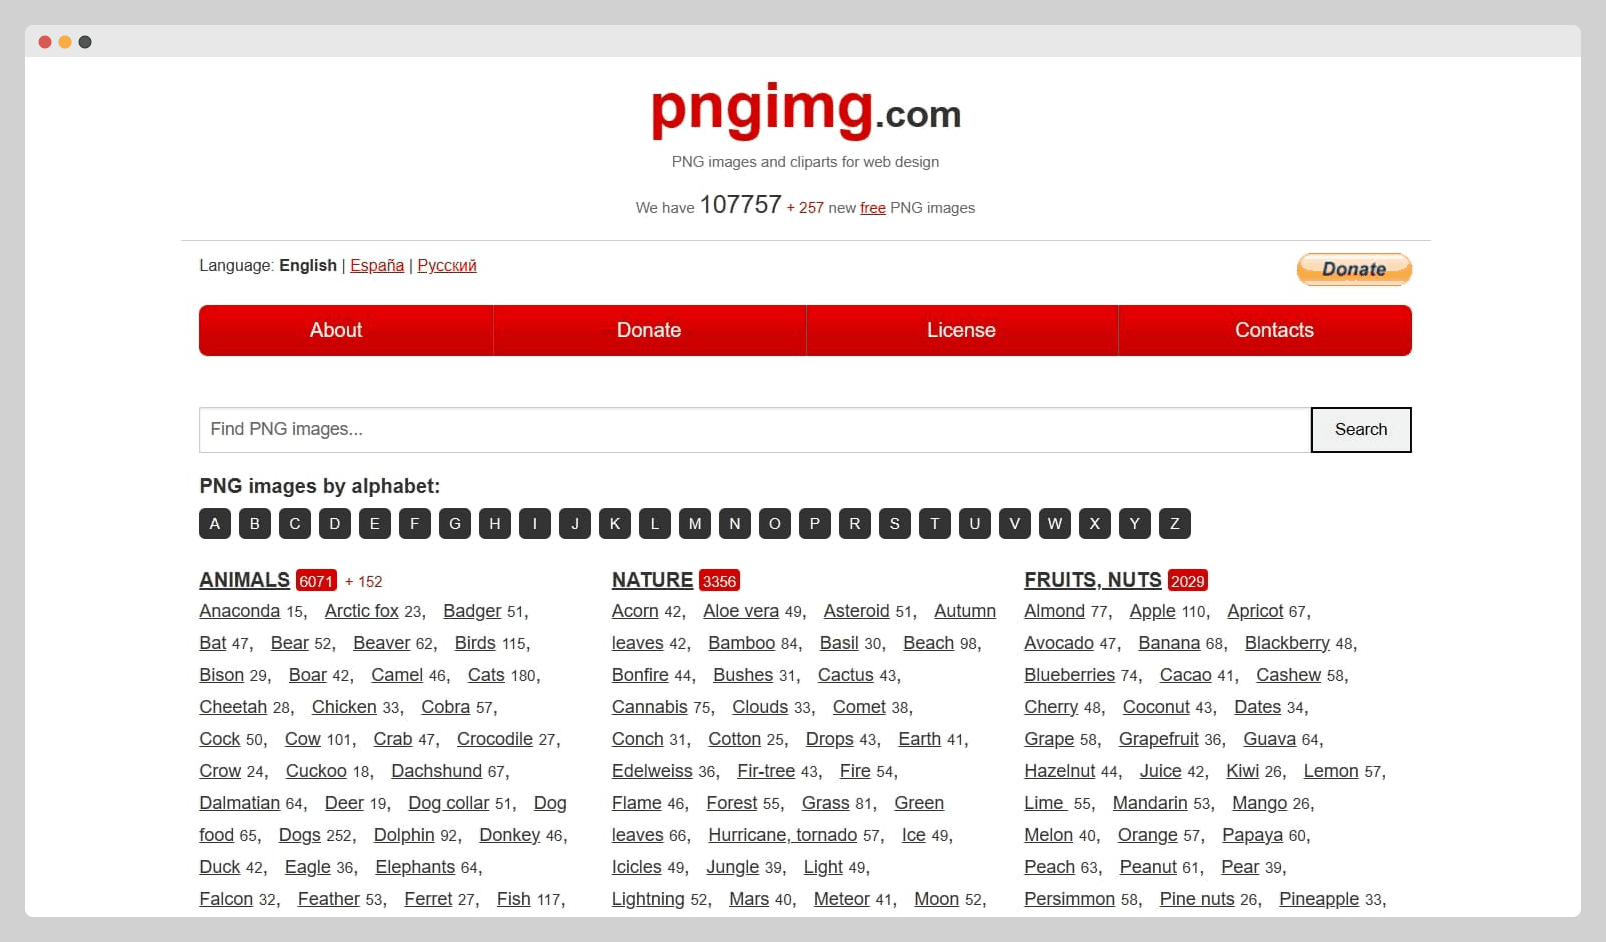 pngimg.com
PNG images and cliparts for web design
We have 107757 + 257 new free PNG images
Language: English | España | Русский
Donate
About Donate License Contacts
Find PNG images... Search
PNG images by alphabet:
A B C D E F G H I J K L M N O P R S T U V W X Y Z
ANIMALS 6071 + 152
Anaconda 15, Arctic fox 23, Badger 51,
Bat 47, Bear 52, Beaver 62, Birds 115,
Bison 29, Boar 42, Camel 46, Cats 180,
Cheetah 28, Chicken 33, Cobra 57,
Cock 50, Cow 101, Crab 47, Crocodile 27,
Crow 24, Cuckoo 18, Dachshund 67,
Dalmatian 64, Deer 19, Dog collar 51, Dog
food 65, Dogs 252, Dolphin 92, Donkey 46,
Duck 42, Eagle 36, Elephants 64,
Falcon 32, Feather 53, Ferret 27, Fish 117,
NATURE 3356
Acorn 42, Aloe vera 49, Asteroid 51, Autumn
leaves 42, Bamboo 84, Basil 30, Beach 98,
Bonfire 44, Bushes 31, Cactus 43,
Cannabis 75, Clouds 33, Comet 38,
Conch 31, Cotton 25, Drops 43, Earth 41,
Edelweiss 36, Fir-tree 43, Fire 54,
Flame 46, Forest 55, Grass 81, Green
leaves 66, Hurricane, tornado 57, Ice 49,
Icicles 49, Jungle 39, Light 49,
Lightning 52, Mars 40, Meteor 41, Moon 52,
FRUITS, NUTS 2029
Almond 77, Apple 110, Apricot 67,
Avocado 47, Banana 68, Blackberry 48,
Blueberries 74, Cacao 41, Cashew 58,
Cherry 48, Coconut 43, Dates 34,
Grape 58, Grapefruit 36, Guava 64,
Hazelnut 44, Juice 42, Kiwi 26, Lemon 57,
Lime 55, Mandarin 53, Mango 26,
Melon 40, Orange 57, Papaya 60,
Peach 63, Peanut 61, Pear 39,
Persimmon 58, Pine nuts 26, Pineapple 33,